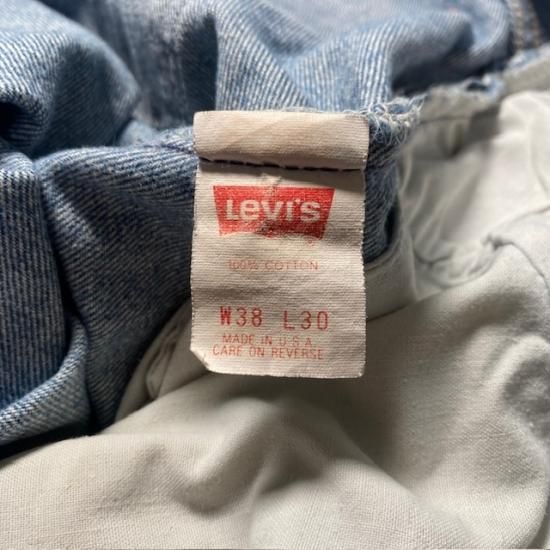 Levi's
100% COTTON
W38 L30
MADE IN U.S.A.
CARE ON REVERSE